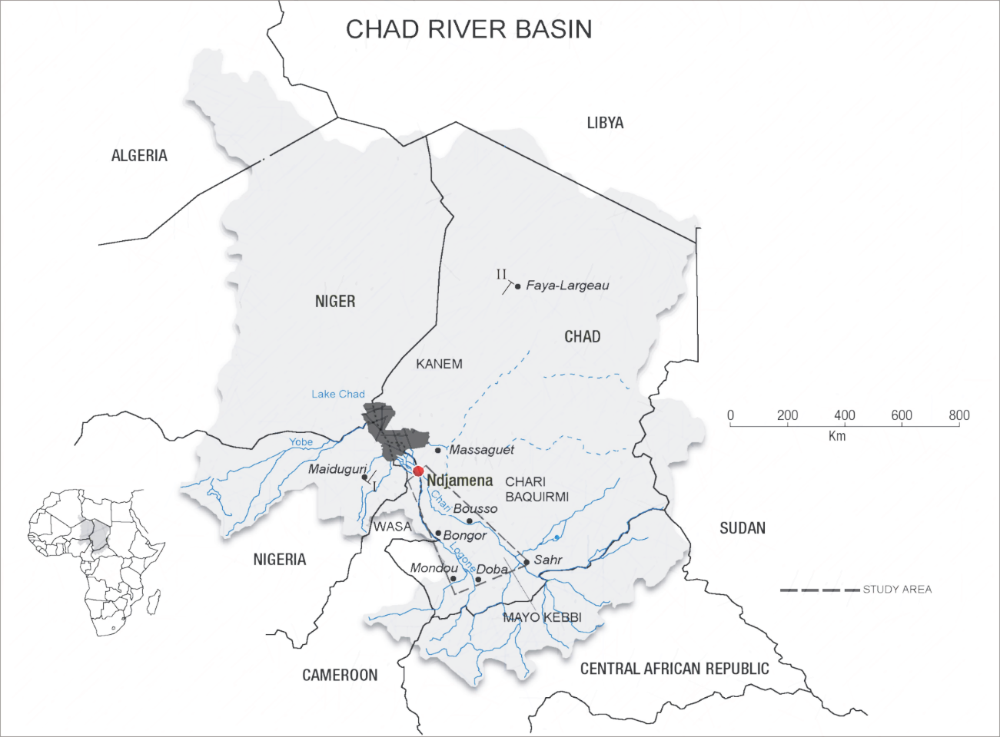 CHAD RIVER BASIN
LIBYA
ALGERIA
II
Faya-Largeau
NIGER
CHAD
KANEM
Lake Chad
0 200 400 600 800
Km
Yobe
Massaguét
Maiduguri
I
Ndjamena
CHARI
BAQUIRMI
Chari
Bousso
WASA
Bongor
SUDAN
Logone
NIGERIA
Sahr
Mondou
Doba
STUDY AREA
MAYO KEBBI
CENTRAL AFRICAN REPUBLIC
CAMEROON